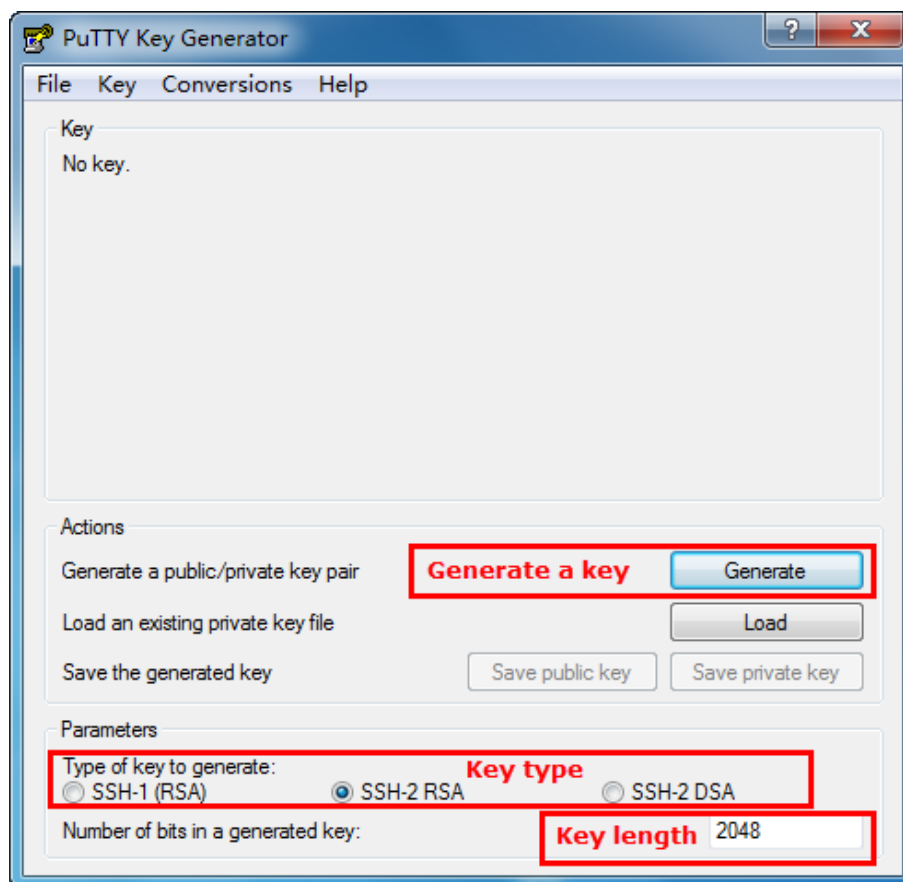 PuTTY Key Generator
?
X
File Key Conversions Help
Key
No key.
Actions
Generate a public/private key pair Generate a key Generate
Load an existing private key file Load
Save the generated key Save public key Save private key
Parameters
Type of key to generate: Key type
SSH-1 (RSA) SSH-2 RSA SSH-2 DSA
Number of bits in a generated key: Key length 2048